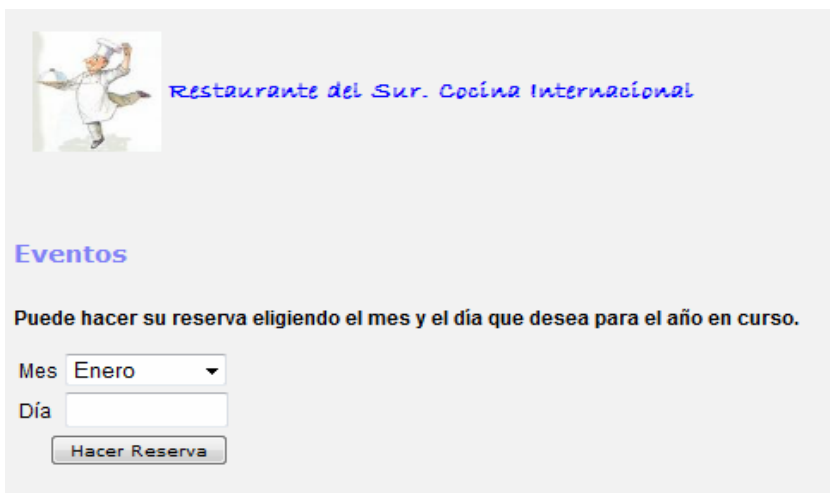 Restaurante del Sur. Cocina Internacional
Eventos
Puede hacer su reserva eligiendo el mes y el día que desea para el año en curso.
Mes Enero
Día
Hacer Reserva